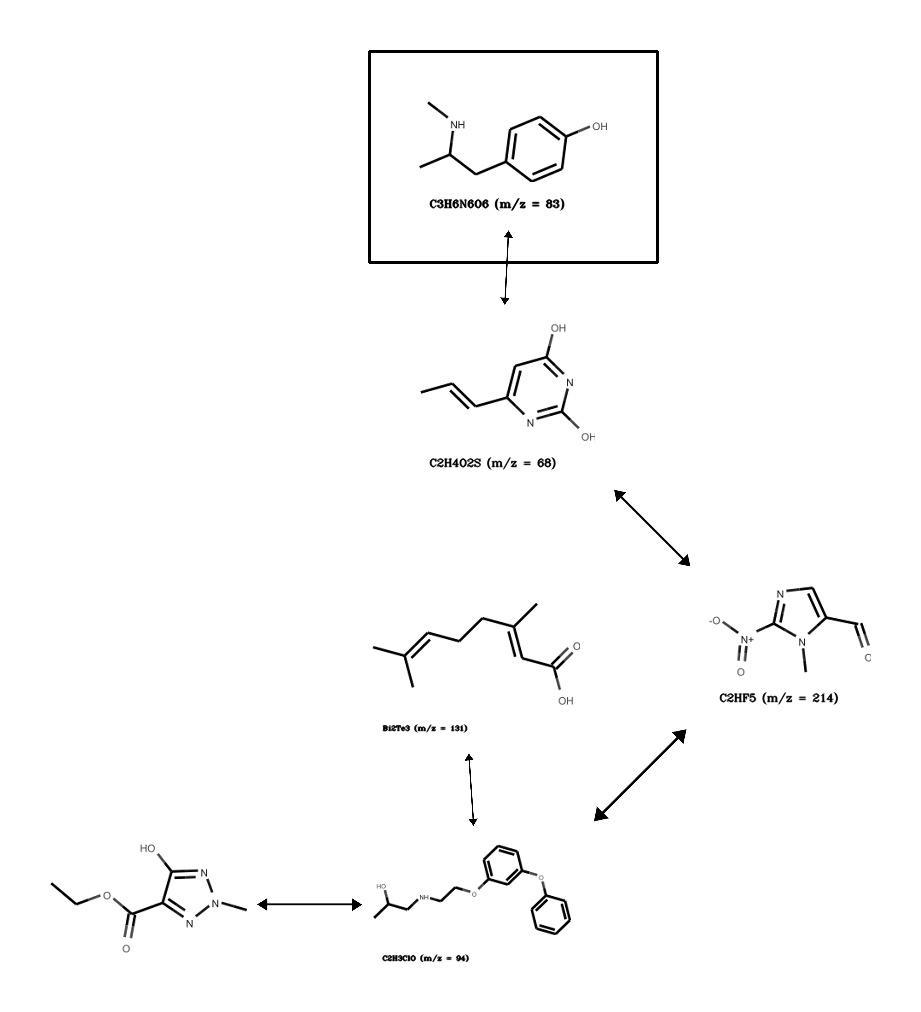 NH
OH
C3H6N6O6 (m/z = 83)
OH
N
N
OH
C2H4O2S (m/z = 68)
N
-O
N+
N
O
O
O
OH
C2HF5 (m/z = 214)
Bi2Te3 (m/z = 131)
HO
N
O
N
N
O
HO
NH
O
O
C2H3ClO (m/z = 94)